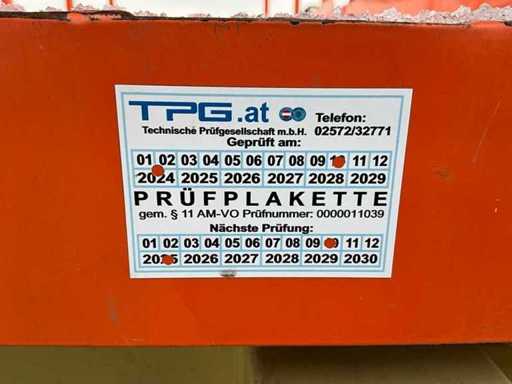 TPG.at
Telefon:
Technische Prüfgesellschaft m.b.H. 02572/32771
Geprüft am:
01 02 03 04 05 06 07 08 09 10 11 12
2024 2025 2026 2027 2028 2029
PRÜFPLAKETTE
gem. § 11 AM-VO Prüfnummer: 0000011039
Nächste Prüfung:
01 02 03 04 05 06 07 08 09 10 11 12
2025 2026 2027 2028 2029 2030